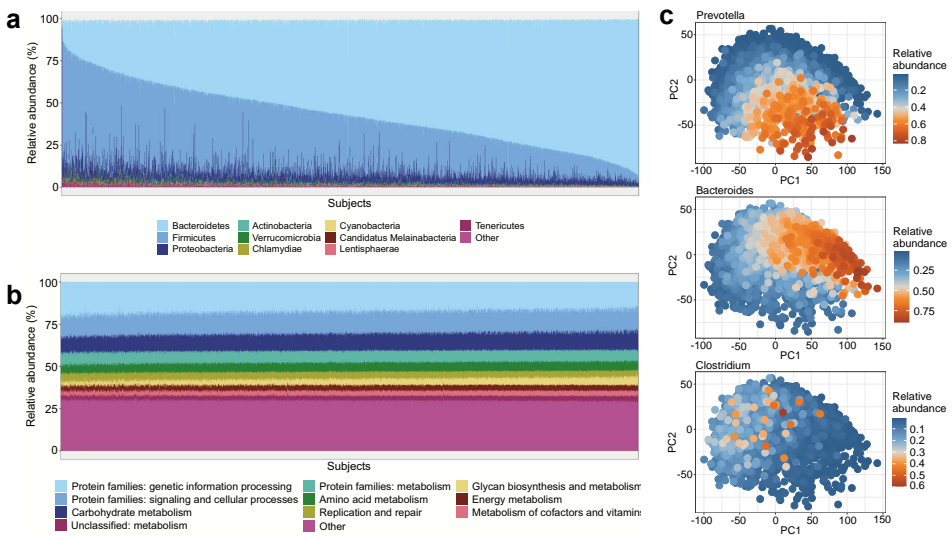 a
Relative abundance (%)
100
75
50
25
0
Subjects
Bacteroidetes Actinobacteria Cyanobacteria Tenericutes
Firmicutes Verrucomicrobia Candidatus Melainabacteria Other
Proteobacteria Chlamydiae Lentisphaerae
b
Relative abundance (%)
100
75
50
25
0
Subjects
Protein families: genetic information processing Protein families: metabolism Glycan biosynthesis and metabolism
Protein families: signaling and cellular processes Amino acid metabolism Energy metabolism
Carbohydrate metabolism Replication and repair Metabolism of cofactors and vitamins
Unclassified: metabolism Other
c
Prevotella
PC2
50
0
-50
-100 -50 0 50 100 150
PC1
Relative
abundance
0.2
0.4
0.6
0.8
Bacteroides
PC2
50
0
-50
-100 -50 0 50 100 150
PC1
Relative
abundance
0.25
0.50
0.75
Clostridium
PC2
50
0
-50
-100 -50 0 50 100 150
PC1
Relative
abundance
0.1
0.2
0.3
0.4
0.5
0.6